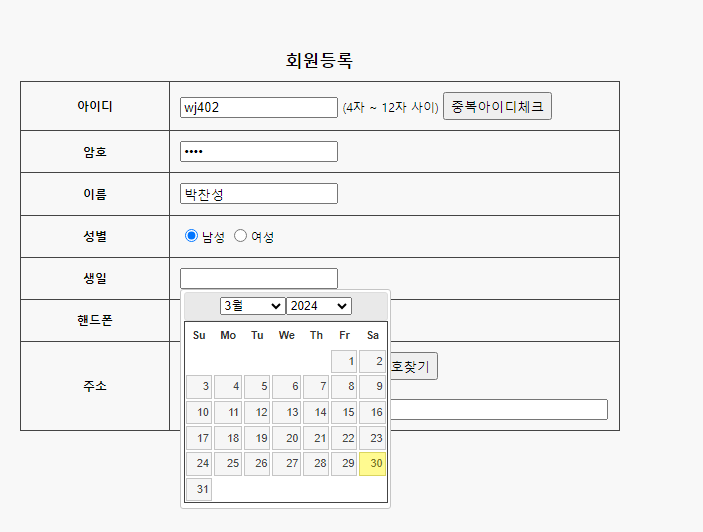 회원등록
아이디 wj402 (4자 ~ 12자 사이) 중복아이디체크
암호 ••••
이름 박찬성
성별 남성 여성
생일
3월 2024
핸드폰
Su Mo Tu We Th Fr Sa
1 2
호찾기
주소
3 4 5 6 7 8 9
10 11 12 13 14 15 16
17 18 19 20 21 22 23
24 25 26 27 28 29 30
31